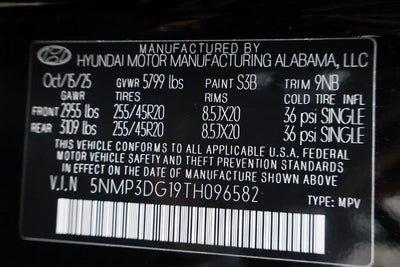 MANUFACTURED BY
HYUNDAI MOTOR MANUFACTURING ALABAMA, LLC
Oct/15/25 GVWR 5799 lbs PAINT S3B TRIM 9NB
GAWR TIRES RIMS COLD TIRE INFL
FRONT 2955 lbs 255/45R20 8.5JX20 36 psi SINGLE
REAR 3109 lbs 255/45R20 8.5JX20 36 psi SINGLE
THIS VEHICLE CONFORMS TO ALL APPLICABLE U.S.A. FEDERAL
MOTOR VEHICLE SAFETY AND THEFT PREVENTION STANDARDS
IN EFFECT ON THE DATE OF MANUFACTURE SHOWN ABOVE.
V.I.N 5NMP3DG19TH096582
TYPE: MPV